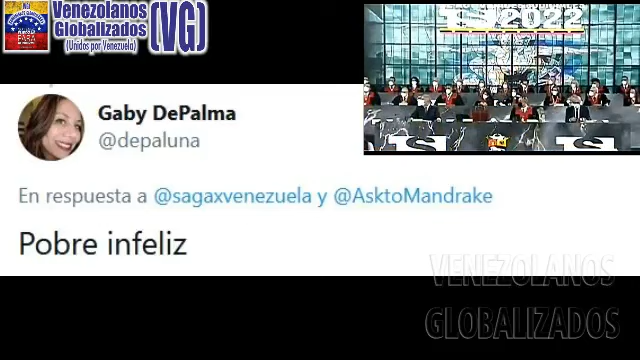 Venezolanos
Globalizados
(Unidos por Venezuela)
(VG)
2022
Gaby DePalma
@depaluna
En respuesta a @sagaxvenezuela y @AsktoMandrake
Pobre infeliz
VENEZOLANOS
GLOBALIZADOS